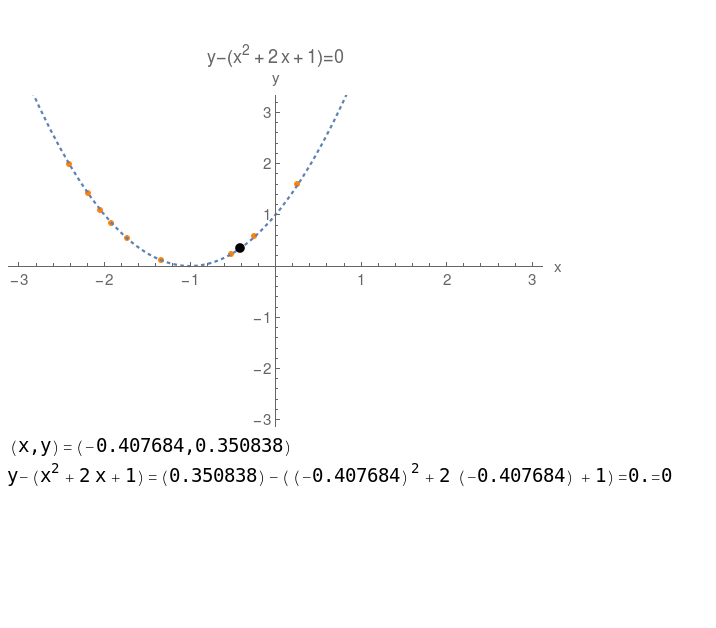 y−(x² + 2 x + 1)=0
y
3
2
1
−3 −2 −1 1 2 3 x
−1
−2
−3
(x,y) = (−0.407684,0.350838)
y− (x² + 2 x + 1) = (0.350838) − ( (−0.407684)² + 2 (−0.407684) + 1) =0.=0